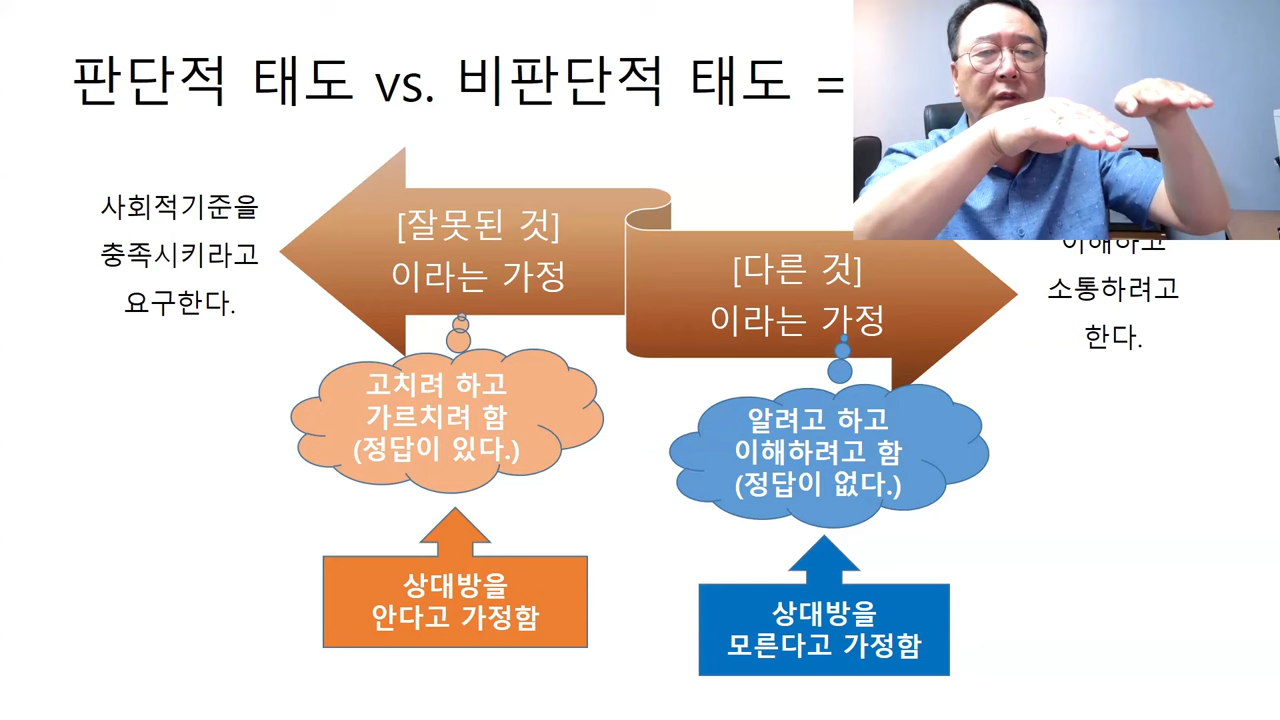 판단적 태도 vs. 비판단적 태도 =
사회적기준을
충족시키라고
요구한다.
[잘못된 것]
이라는 가정
[다른 것]
이라는 가정
이해하고
소통하려고
한다.
고치려 하고
가르치려 함
(정답이 있다.)
알려고 하고
이해하려고 함
(정답이 없다.)
상대방을
안다고 가정함
상대방을
모른다고 가정함